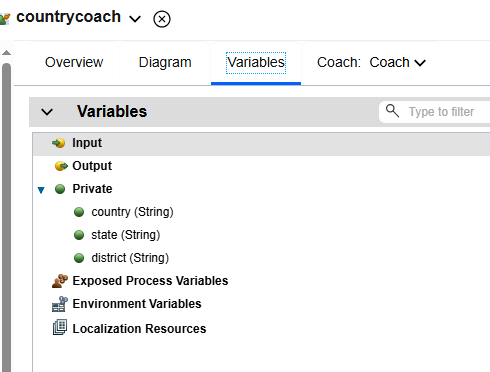 countrycoach
Overview Diagram Variables Coach: Coach
Variables Type to filter
Input
Output
Private
country (String)
state (String)
district (String)
Exposed Process Variables
Environment Variables
Localization Resources